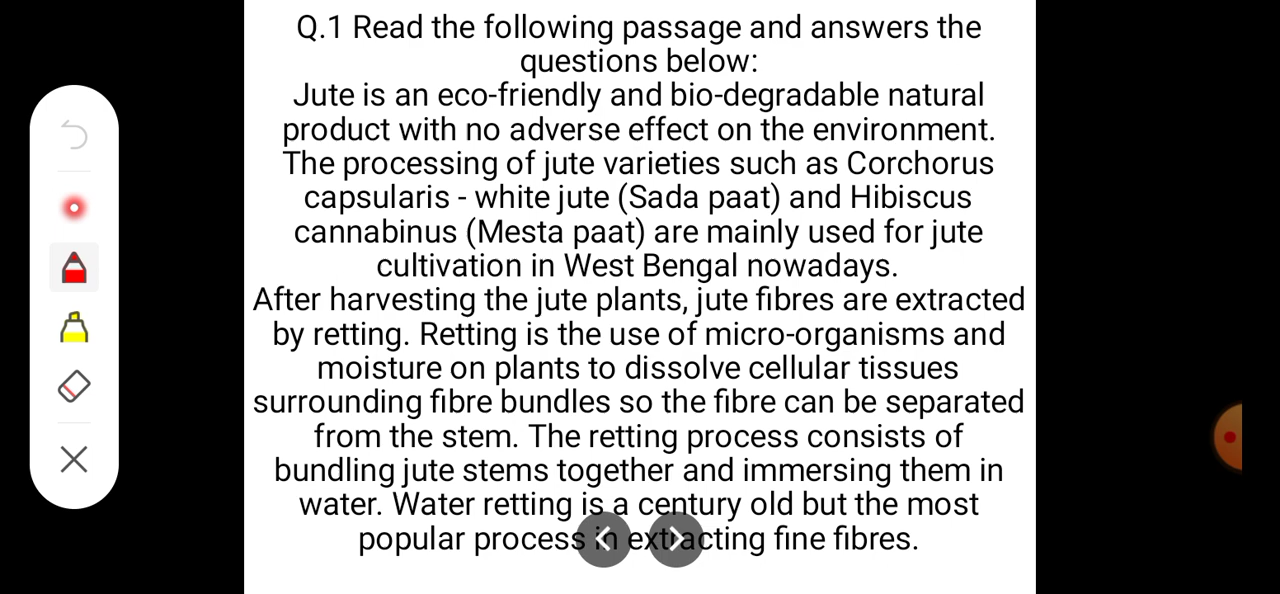 Q.1 Read the following passage and answers the
questions below:
Jute is an eco-friendly and bio-degradable natural
product with no adverse effect on the environment.
The processing of jute varieties such as Corchorus
capsularis - white jute (Sada paat) and Hibiscus
cannabinus (Mesta paat) are mainly used for jute
cultivation in West Bengal nowadays.
After harvesting the jute plants, jute fibres are extracted
by retting. Retting is the use of micro-organisms and
moisture on plants to dissolve cellular tissues
surrounding fibre bundles so the fibre can be separated
from the stem. The retting process consists of
bundling jute stems together and immersing them in
water. Water retting is a century old but the most
popular process in extracting fine fibres.